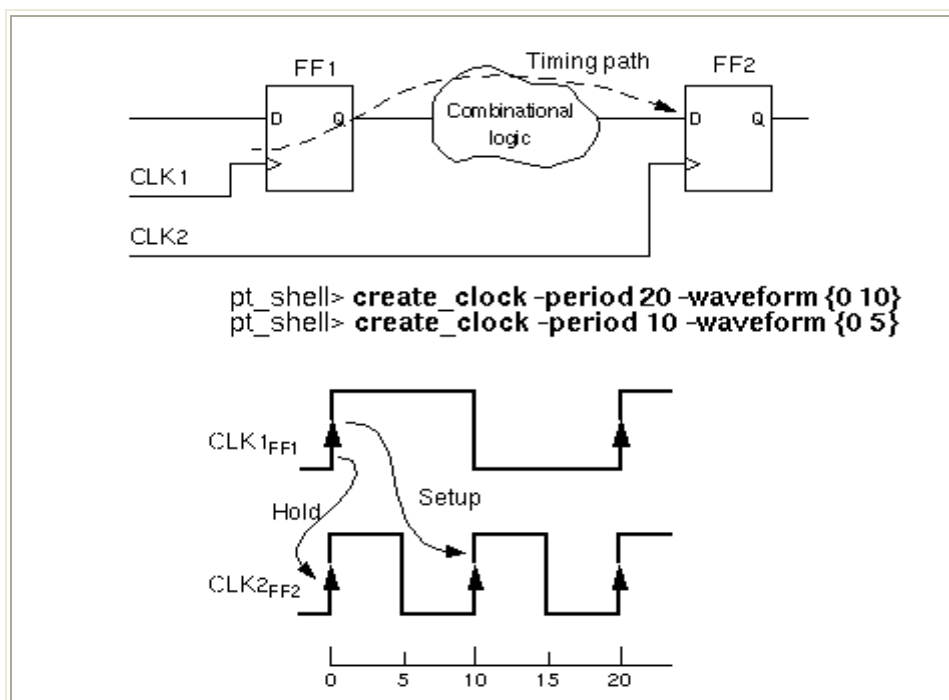 Timing path
FF1
FF2
D Q
Combinational
logic
D Q
CLK1
CLK2
pt_shell> create_clock -period 20 -waveform {0 10}
pt_shell> create_clock -period 10 -waveform {0 5}
CLK1FF1
Setup
Hold
CLK2FF2
0 5 10 15 20